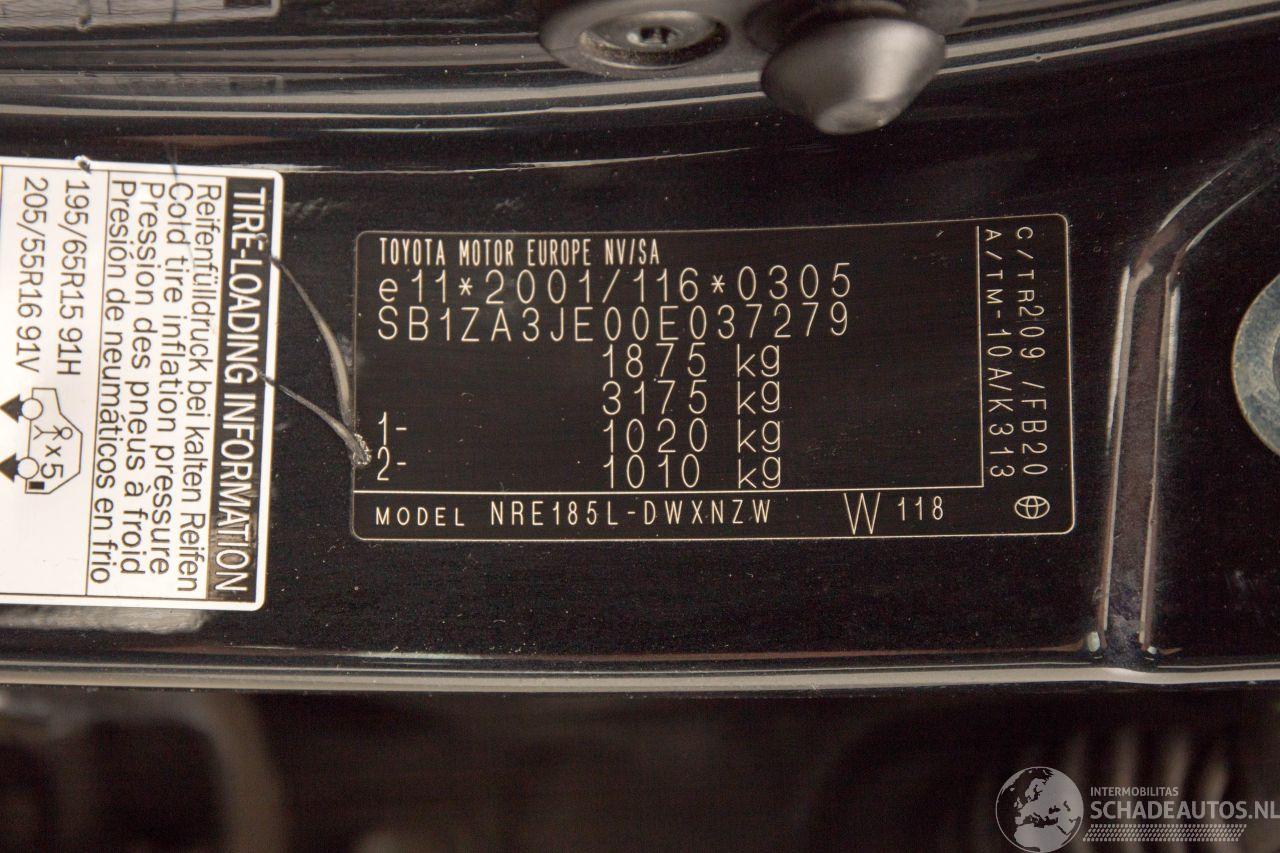 TIRE-LOADING INFORMATION
Reifenfülldruck bei kalten Reifen
Cold tire inflation pressure
Pression des pneus à froid
Presión de neumáticos en frio
195/65R15 91H
205/55R16 91V
x5
TOYOTA MOTOR EUROPE NV/SA
e11*2001/116*0305
SB1ZA3JE00E037279
1875 kg
3175 kg
1- 1020 kg
2- 1010 kg
MODEL NRE185L-DWXNZW W 118
C/TR209 /FB20
A/TM-10A/K313
INTERMOBILITAS
SCHADEAUTOS.NL